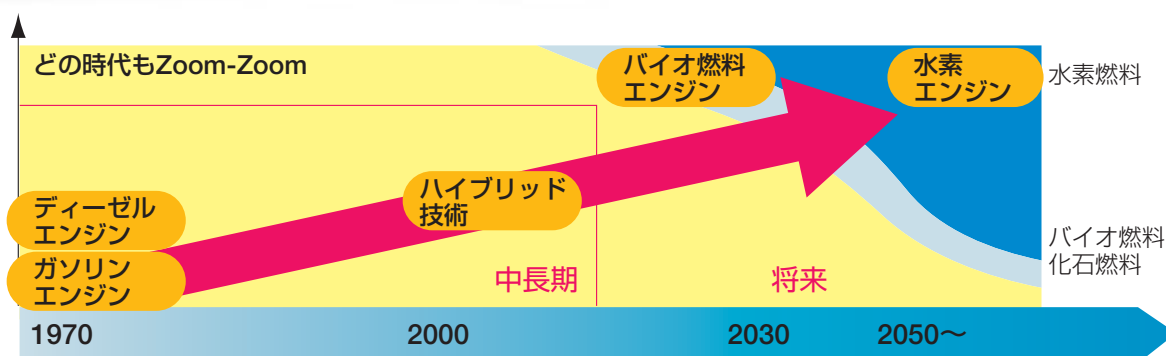 どの時代もZoom-Zoom
バイオ燃料
エンジン
水素
エンジン
水素燃料
ハイブリッド
技術
ディーゼル
エンジン
ガソリン
エンジン
バイオ燃料
化石燃料
中長期
将来
1970
2000
2030
2050～